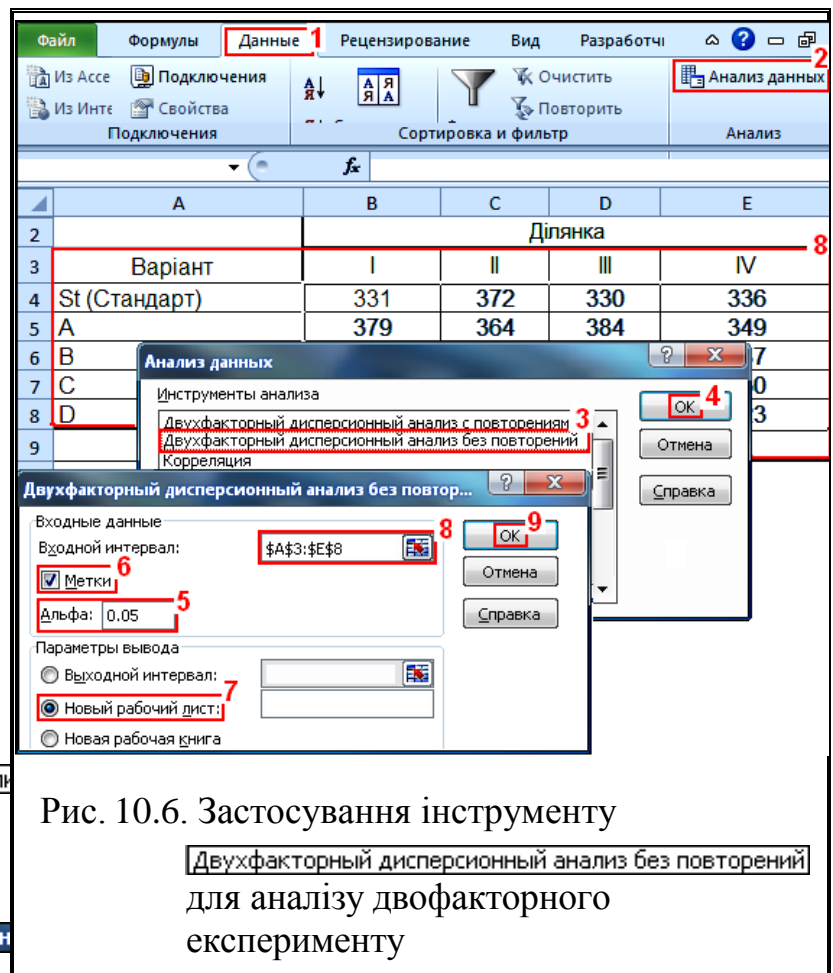 Файл Формулы Данные 1 Рецензирование Вид Разработчи
Из Acce Подключения Очистить 2 Анализ данных
Из Инте Свойства Повторить
Подключения Сортировка и фильтр Анализ
fx
A B C D E
2 Ділянка 8
3 Варіант I II III IV
4 St (Стандарт) 331 372 330 336
5 A 379 364 384 349
6 B
7 C
8 D
9
Анализ данных
Инструменты анализа
Двухфакторный дисперсионный анализ с повторениям 3
Двухфакторный дисперсионный анализ без повторений
Корреляция
OK 4
Отмена
Справка
Двухфакторный дисперсионный анализ без повтор...
Входные данные
Входной интервал: $A$3:$E$8 8
6
Метки
Альфа: 0.05 5
OK 9
Отмена
Справка
Параметры вывода
Выходной интервал:
7
Новый рабочий лист:
Новая рабочая книга
Рис. 10.6. Застосування інструменту
Двухфакторный дисперсионный анализ без повторений
для аналізу двофакторного
експерименту